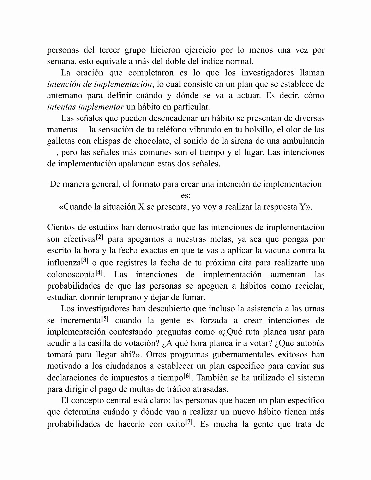 personas del tercer grupo hicieron ejercicio por lo menos una vez por
semana, esto equivale a más del doble del índice normal.
La oración que completaron es lo que los investigadores llaman
intención de implementación, la cual consiste en un plan que se establece de
antemano para definir cuándo y dónde se va a actuar. Es decir, cómo
intentas implementar un hábito en particular.
Las señales que pueden desencadenar un hábito se presentan de diversas
maneras —la sensación de tu teléfono vibrando en tu bolsillo, el olor de las
galletas con chispas de chocolate, el sonido de la sirena de una ambulancia
—, pero las señales más comunes son el tiempo y el lugar. Las intenciones
de implementación apalancan estas dos señales.
De manera general, el formato para crear una intención de implementación
es:
«Cuando la situación X se presenta, yo voy a realizar la respuesta Y».
Cientos de estudios han demostrado que las intenciones de implementación
son efectivas[2] para apegarnos a nuestras metas, ya sea que pongas por
escrito la hora y la fecha exactas en que te vas a aplicar la vacuna contra la
influenza[3] o que registres la fecha de tu próxima cita para realizarte una
colonoscopia[4]. Las intenciones de implementación aumentan las
probabilidades de que las personas se apeguen a hábitos como reciclar,
estudiar, dormir temprano y dejar de fumar.
Los investigadores han descubierto que incluso la asistencia a las urnas
se incrementa[5] cuando la gente es forzada a crear intenciones de
implementación contestando preguntas como «¿Qué ruta planea usar para
acudir a la casilla de votación? ¿A qué hora planea ir a votar? ¿Qué autobús
tomará para llegar ahí?». Otros programas gubernamentales exitosos han
motivado a los ciudadanos a establecer un plan específico para enviar sus
declaraciones de impuestos a tiempo[6]. También se ha utilizado el sistema
para dirigir el pago de multas de tráfico atrasadas.
El concepto central está claro: las personas que hacen un plan específico
que determina cuándo y dónde van a realizar un nuevo hábito tienen más
probabilidades de hacerlo con éxito[7]. Es mucha la gente que trata de